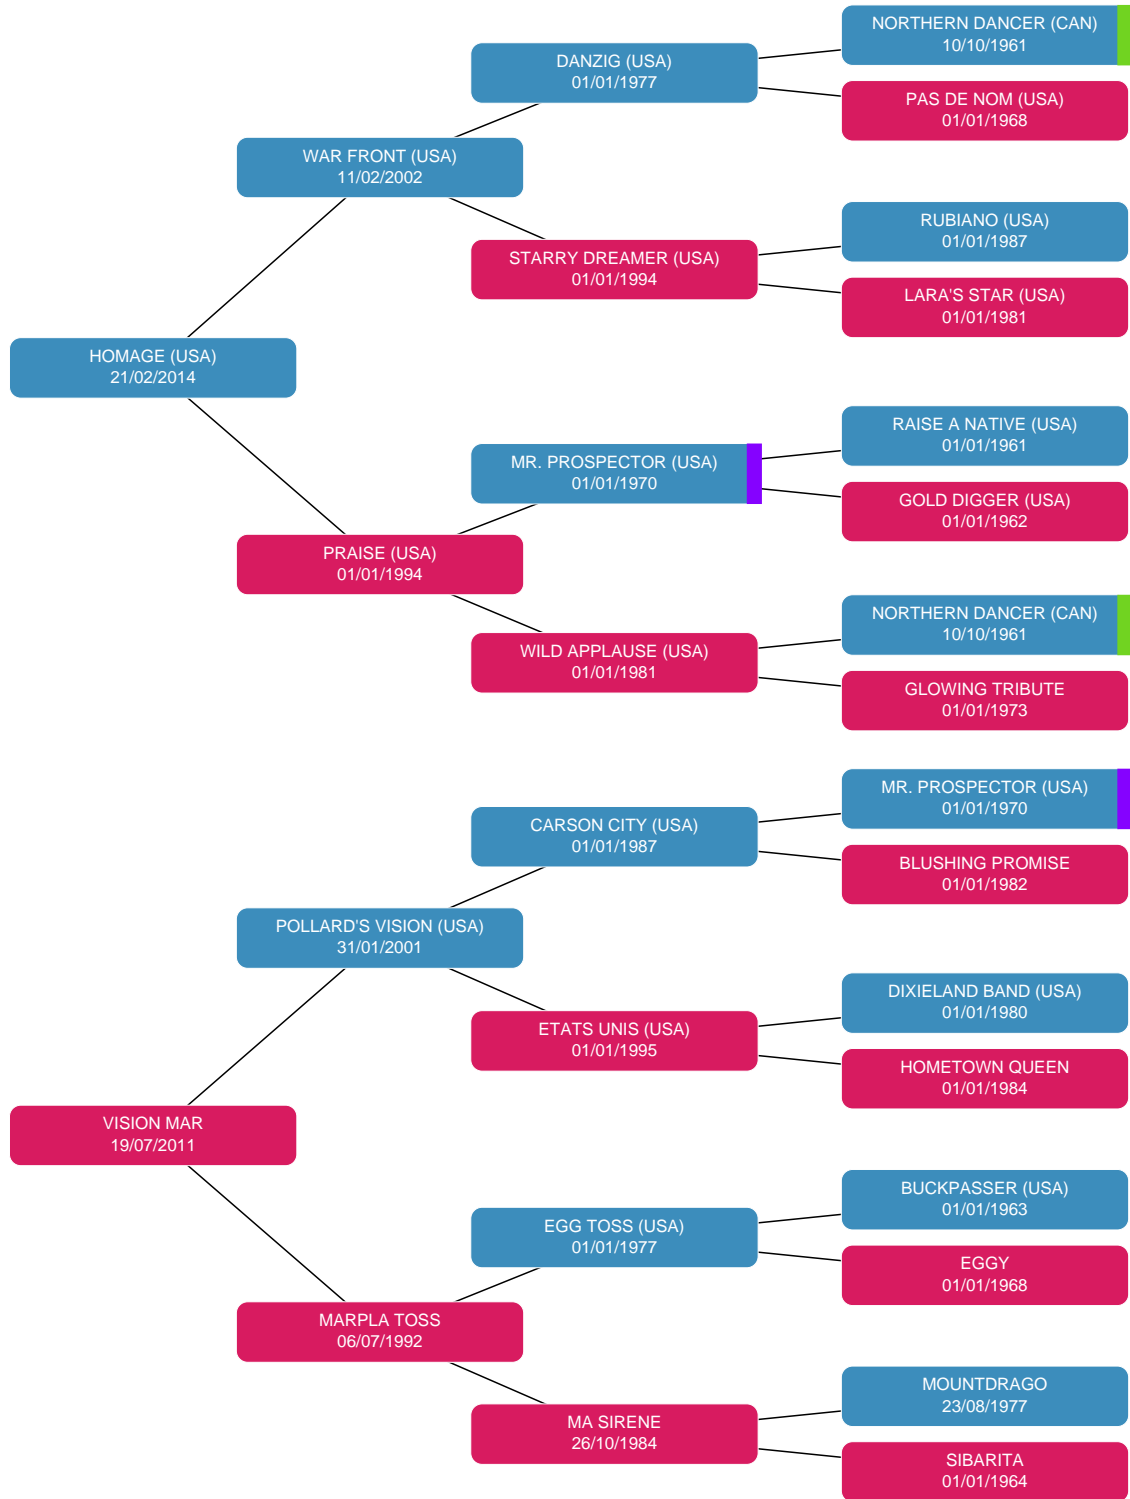 NORTHERN DANCER (CAN)
10/10/1961
DANZIG (USA)
01/01/1977
PAS DE NOM (USA)
01/01/1968
WAR FRONT (USA)
11/02/2002
RUBIANO (USA)
01/01/1987
STARRY DREAMER (USA)
01/01/1994
LARA'S STAR (USA)
01/01/1981
HOMAGE (USA)
21/02/2014
RAISE A NATIVE (USA)
01/01/1961
MR. PROSPECTOR (USA)
01/01/1970
GOLD DIGGER (USA)
01/01/1962
PRAISE (USA)
01/01/1994
NORTHERN DANCER (CAN)
10/10/1961
WILD APPLAUSE (USA)
01/01/1981
GLOWING TRIBUTE
01/01/1973
MR. PROSPECTOR (USA)
01/01/1970
CARSON CITY (USA)
01/01/1987
BLUSHING PROMISE
01/01/1982
POLLARD'S VISION (USA)
31/01/2001
DIXIELAND BAND (USA)
01/01/1980
ETATS UNIS (USA)
01/01/1995
HOMETOWN QUEEN
01/01/1984
VISION MAR
19/07/2011
BUCKPASSER (USA)
01/01/1963
EGG TOSS (USA)
01/01/1977
EGGY
01/01/1968
MARPLA TOSS
06/07/1992
MOUNTDRAGO
23/08/1977
MA SIRENE
26/10/1984
SIBARITA
01/01/1964